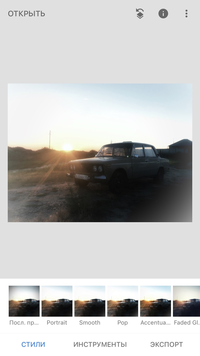 ОТКРЫТЬ
Посл. пр... Portrait Smooth Pop Accentua... Faded Gl...
СТИЛИ ИНСТРУМЕНТЫ ЭКСПОРТ